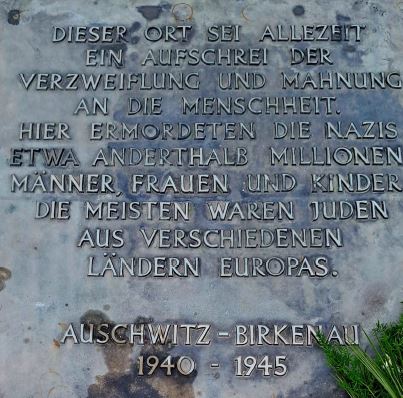 DIESER ORT SEI ALLEZEIT
EIN AUFSCHREI DER
VERZWEIFLUNG UND MAHNUNG
AN DIE MENSCHHEIT.
HIER ERMORDETEN DIE NAZIS
ETWA ANDERTHALB MILLIONEN
MÄNNER, FRAUEN UND KINDER.
DIE MEISTEN WAREN JUDEN
AUS VERSCHIEDENEN
LÄNDERN EUROPAS.
AUSCHWITZ-BIRKENAU
1940 - 1945